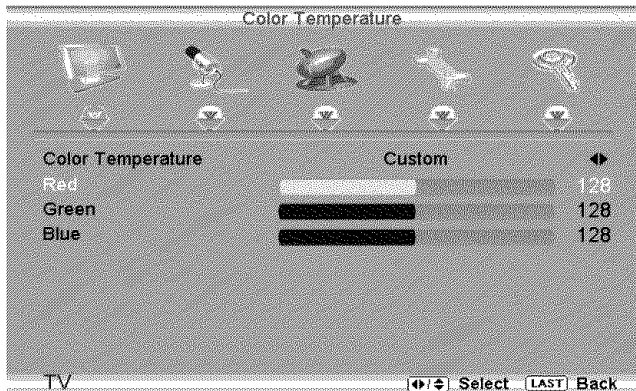 Color Temperature
Color Temperature Custom
Red 128
Green 128
Blue 128
TV Select LAST Back